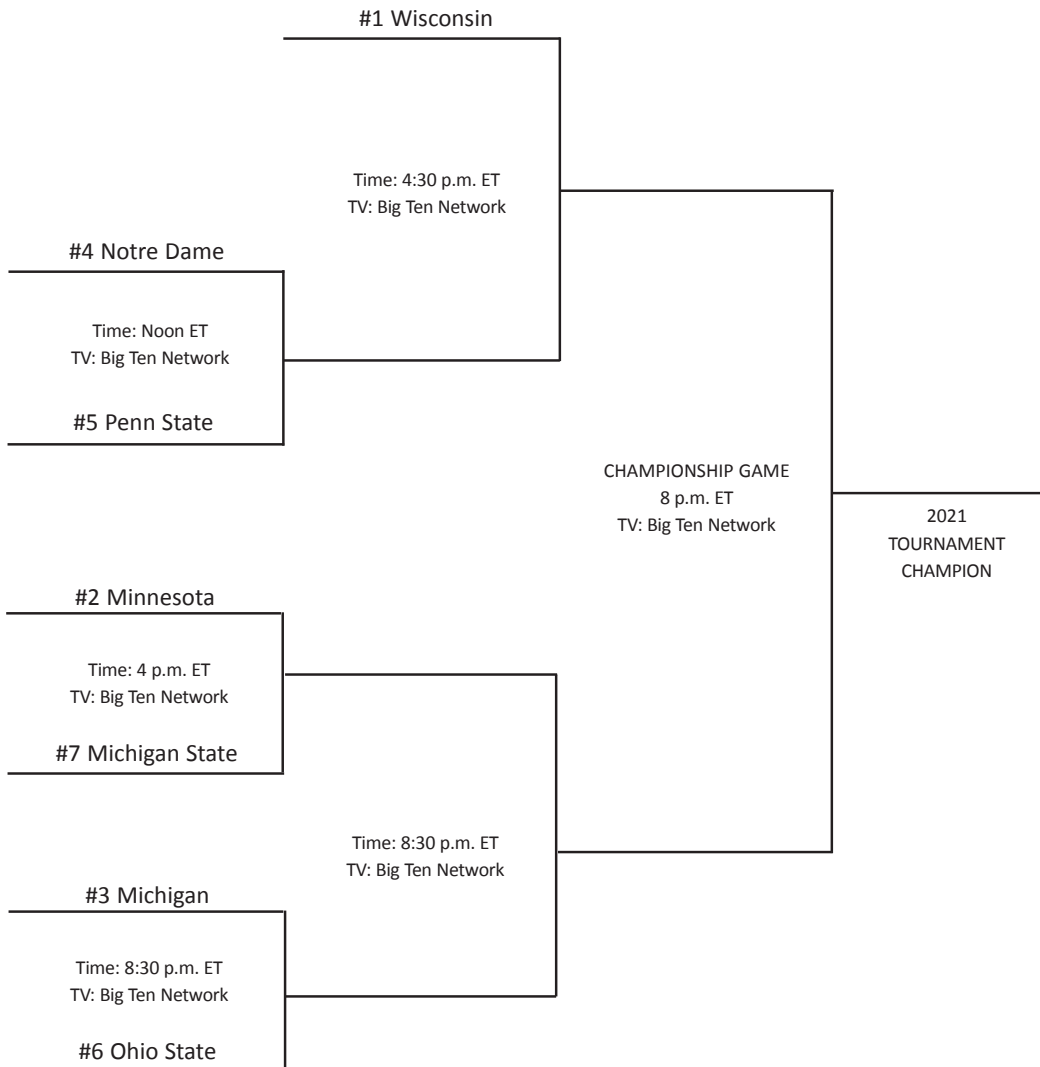 #1 Wisconsin
Time: 4:30 p.m. ET
TV: Big Ten Network
#4 Notre Dame
Time: Noon ET
TV: Big Ten Network
#5 Penn State
CHAMPIONSHIP GAME
8 p.m. ET
TV: Big Ten Network
2021
TOURNAMENT
CHAMPION
#2 Minnesota
Time: 4 p.m. ET
TV: Big Ten Network
#7 Michigan State
Time: 8:30 p.m. ET
TV: Big Ten Network
#3 Michigan
Time: 8:30 p.m. ET
TV: Big Ten Network
#6 Ohio State